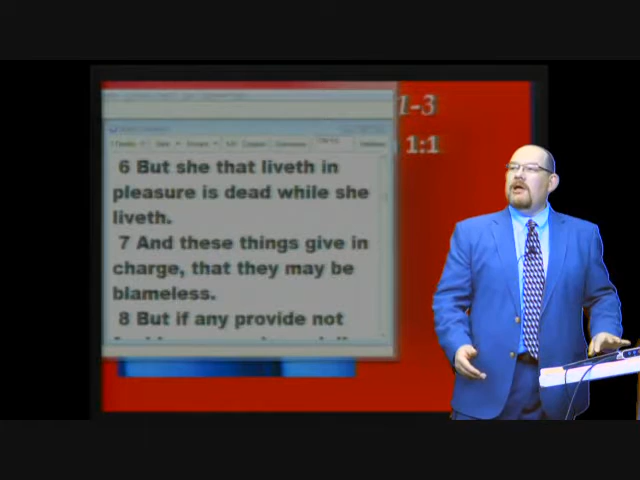 1-3
1:1
6 But she that liveth in
pleasure is dead while she
liveth.
7 And these things give in
charge, that they may be
blameless.
8 But if any provide not